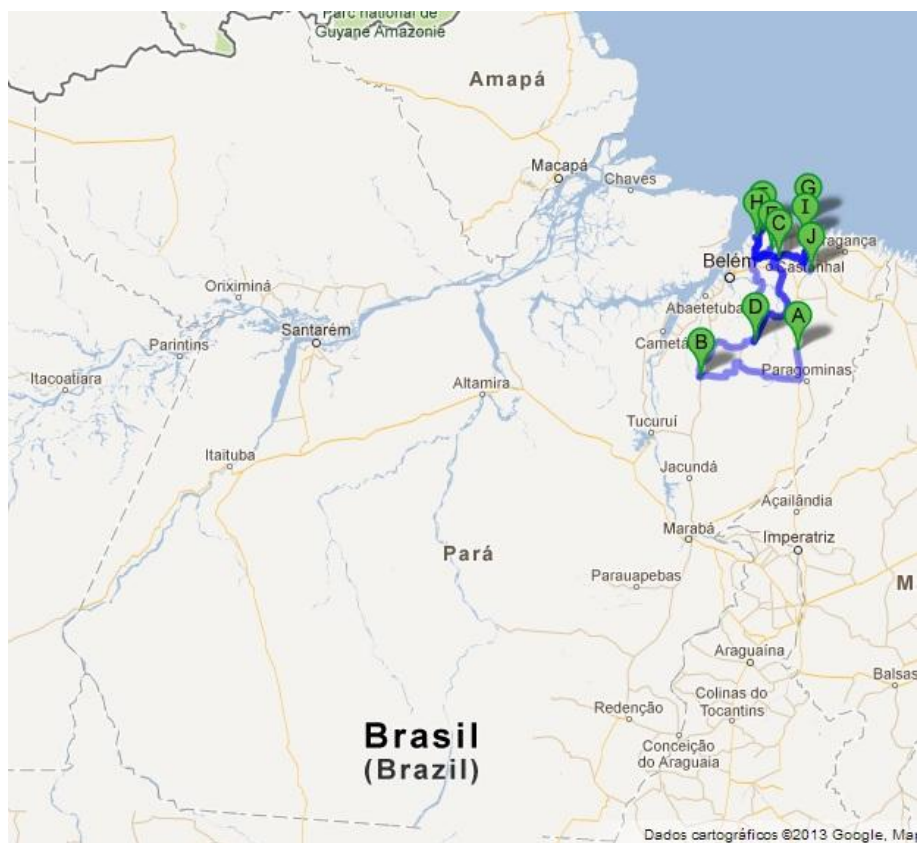 Parc national de
Guyane Amazonie
Amapá
Macapá
Chaves
G
H
I
C
J
Belém
Castanhal
Oriximiná
Abaetetuba
D
A
Santarém
Cametá
B
Parintins
Itacoatiara
Altamira
Paragominas
Tucuruí
Itaituba
Jacundá
Açailândia
Marabá
Imperatriz
Pará
Parauapebas
M
Araguaína
Balsas
Colinas do
Tocantins
Redenção
Brasil
(Brazil)
Conceição
do Araguaia
Dados cartográficos ©2013 Google, Map